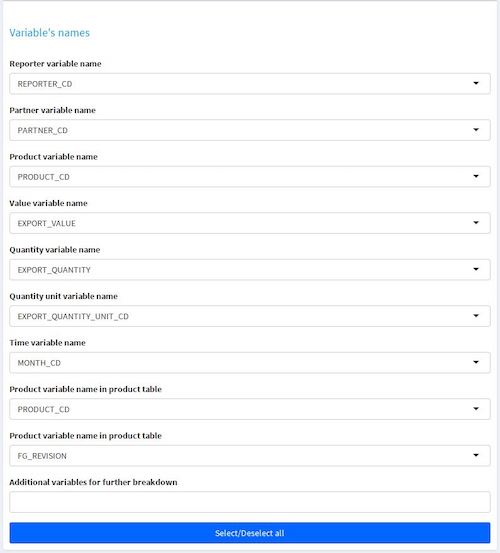 Variable's names
Reporter variable name
REPORTER_CD
Partner variable name
PARTNER_CD
Product variable name
PRODUCT_CD
Value variable name
EXPORT_VALUE
Quantity variable name
EXPORT_QUANTITY
Quantity unit variable name
EXPORT_QUANTITY_UNIT_CD
Time variable name
MONTH_CD
Product variable name in product table
PRODUCT_CD
Product variable name in product table
FG_REVISION
Additional variables for further breakdown
Select/Deselect all